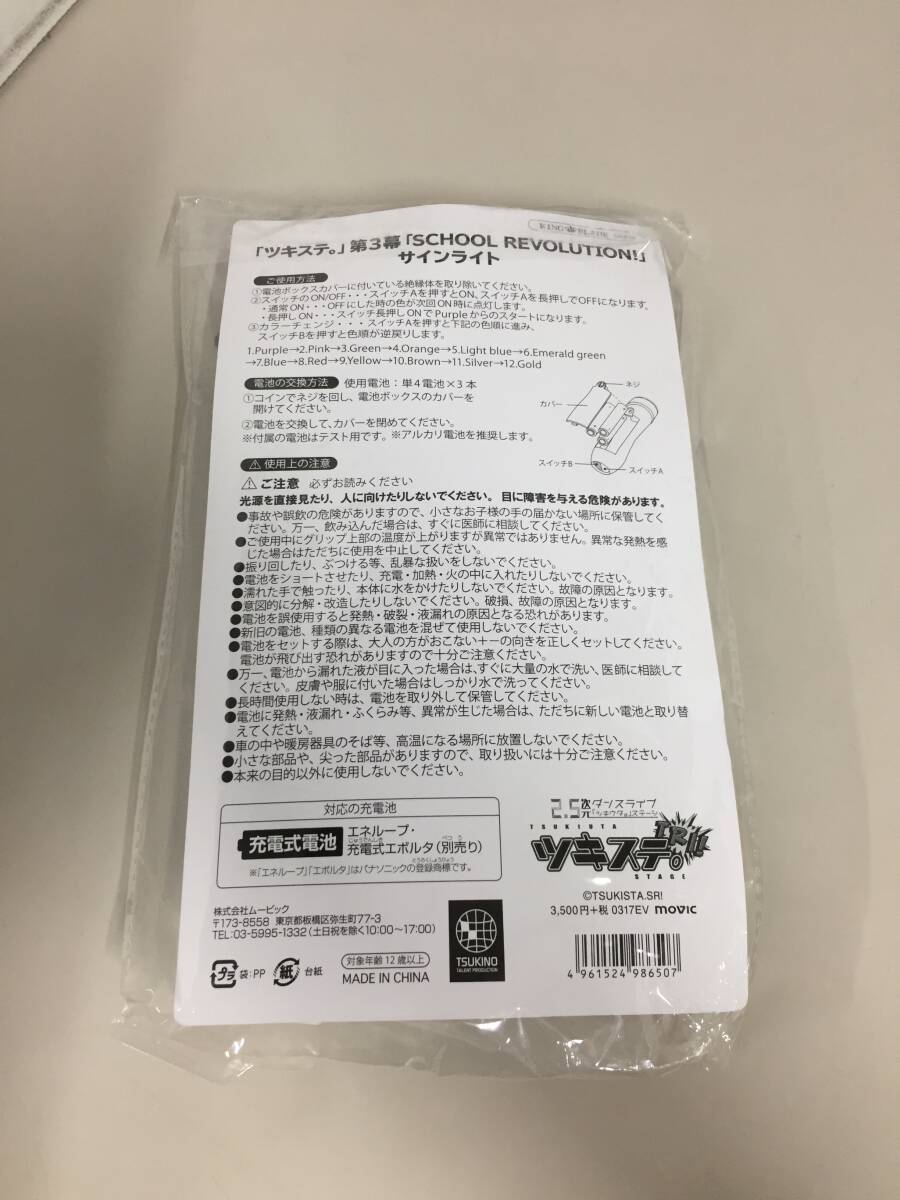 KING BLADE
「ツキステ。」第3幕「SCHOOL REVOLUTION!」
サインライト
ご使用方法
①電池ボックスカバーに付いている絶縁体を取り除いてください。
②スイッチのON/OFF・・・スイッチAを押すとON、スイッチAを長押しでOFFになります。
・通常ON・・・OFFにした時の色が次回ON時に点灯します。
・長押しON・・・スイッチ長押しONでPurpleからのスタートになります。
③カラーチェンジ・・・スイッチAを押すと下記の色順に進み、
スイッチBを押すと色順が逆戻りします。
1.Purple→2.Pink→3.Green→4.Orange→5.Light blue→6.Emerald green
→7.Blue→8.Red→9.Yellow→10.Brown→11.Silver→12.Gold
電池の交換方法 使用電池：単4電池×3本
①コインでネジを回し、電池ボックスのカバーを
開けてください。
②電池を交換して、カバーを閉めてください。
※付属の電池はテスト用です。※アルカリ電池を推奨します。
ネジ
カバー
スイッチB
スイッチA
⚠使用上の注意
⚠ご注意 必ずお読みください
光源を直接見たり、人に向けたりしないでください。目に障害を与える危険があります。
●事故や誤飲の危険がありますので、小さなお子様の手の届かない場所に保管してく
ださい。万一、飲み込んだ場合は、すぐに医師に相談してください。
●ご使用中にグリップ上部の温度が上がりますが異常ではありません。異常な発熱を感
じた場合はただちに使用を中止してください。
●振り回したり、ぶつける等、乱暴な扱いをしないでください。
●電池をショートさせたり、充電・加熱・火の中に入れたりしないでください。
●濡れた手で触ったり、本体に水をかけたりしないでください。故障の原因となります。
●意図的に分解・改造したりしないでください。破損、故障の原因となります。
●電池を誤使用すると発熱・破裂・液漏れの原因となる恐れがあります。
●新旧の電池、種類の異なる電池を混ぜて使用しないでください。
●電池をセットする際は、大人の方がおこない＋－の向きを正しくセットしてください。
電池が飛び出す恐れがありますので十分ご注意ください。
●万一、電池から漏れた液が目に入った場合は、すぐに大量の水で洗い、医師に相談して
ください。皮膚や服に付いた場合はしっかり水で洗ってください。
●長時間使用しない時は、電池を取り外して保管してください。
●電池に発熱・液漏れ・ふくらみ等、異常が生じた場合は、ただちに新しい電池と取り替
えてください。
●車の中や暖房器具のそば等、高温になる場所に放置しないでください。
●小さな部品や、尖った部品がありますので、取り扱いには十分ご注意ください。
●本来の目的以外に使用しないでください。
対応の充電池
充電式電池
エネループ・
充電式エボルタ（別売り）
※「エネループ」「エボルタ」はパナソニックの登録商標です。
2.5次元ダンスライブ
「ツキウタ。」ステージ
TSUKIUTA
ツキステ。
STAGE
©TSUKISTA.SR!
3,500円+税 0317EV movic
株式会社ムービック
〒173-8558 東京都板橋区弥生町77-3
TEL:03-5995-1332（土日祝を除く10:00〜17:00）
プラ 袋：PP 紙 台紙
対象年齢12歳以上
MADE IN CHINA
TSUKINO
TALENT PRODUCTION
4 961524 986507